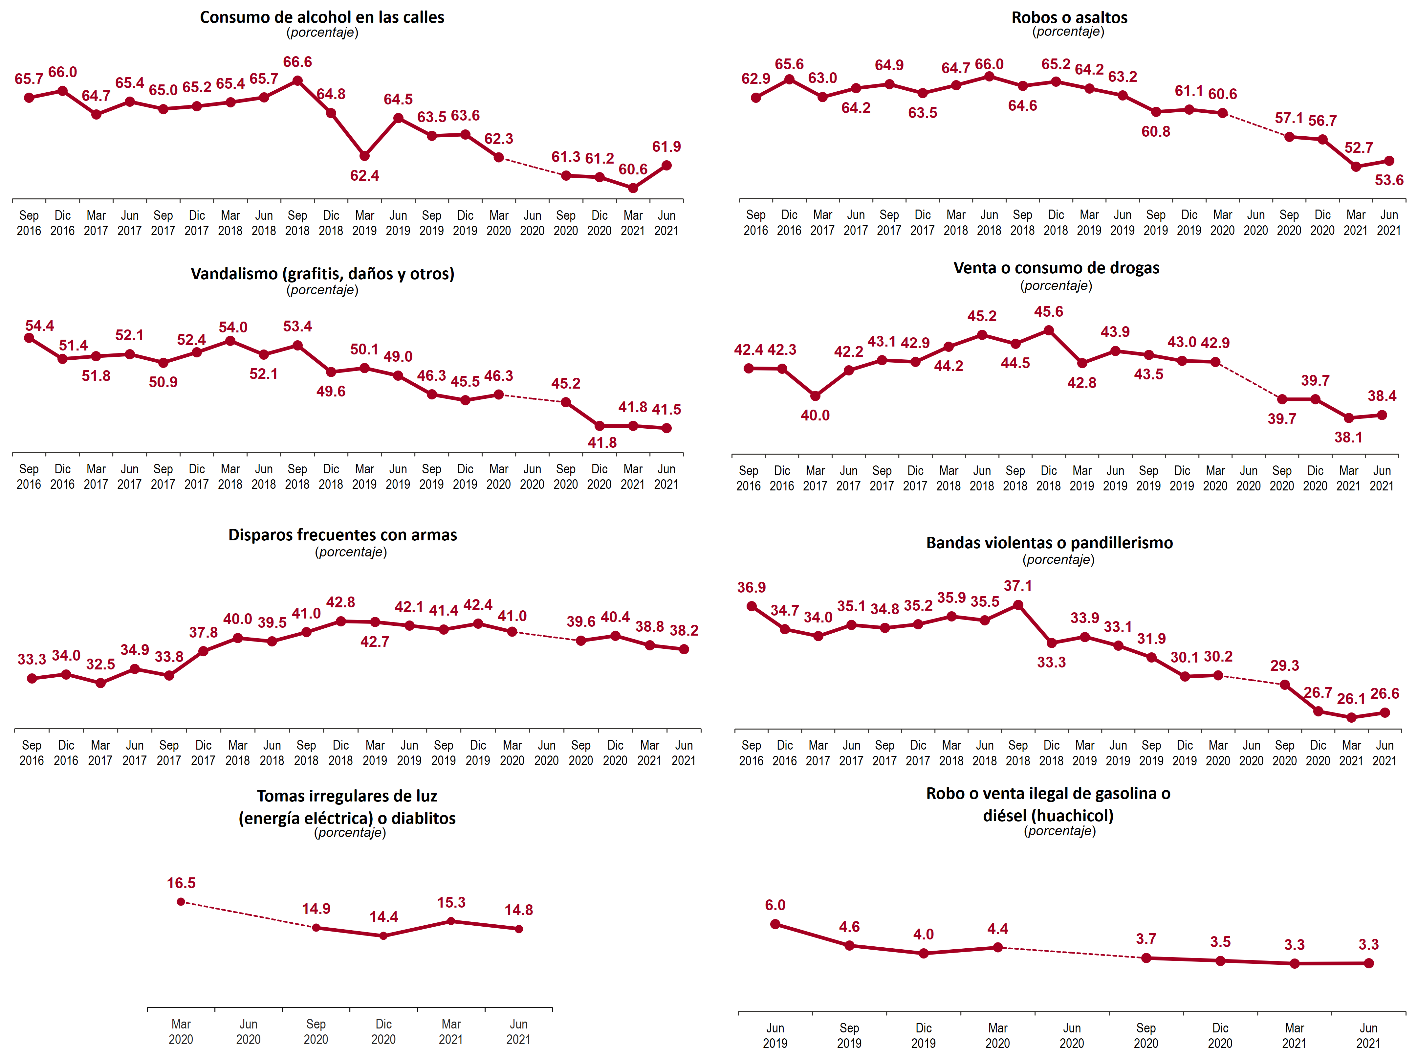 Consumo de alcohol en las calles
(porcentaje)
65.7 66.0 64.7 65.4 65.0 65.2 65.4 65.7 66.6 64.8 62.4 64.5 63.5 63.6 62.3 61.3 61.2 60.6 61.9
Sep Dic Mar Jun Sep Dic Mar Jun Sep Dic Mar Jun Sep Dic Mar Jun Sep Dic Mar Jun
2016 2016 2017 2017 2017 2017 2018 2018 2018 2018 2019 2019 2019 2019 2020 2020 2020 2020 2021 2021
Robos o asaltos
(porcentaje)
62.9 65.6 63.0 64.2 64.9 63.5 64.7 66.0 64.6 65.2 64.2 63.2 60.8 61.1 60.6 57.1 56.7 52.7 53.6
Sep Dic Mar Jun Sep Dic Mar Jun Sep Dic Mar Jun Sep Dic Mar Jun Sep Dic Mar Jun
2016 2016 2017 2017 2017 2017 2018 2018 2018 2018 2019 2019 2019 2019 2020 2020 2020 2020 2021 2021
Vandalismo (grafitis, daños y otros)
(porcentaje)
54.4 51.4 51.8 52.1 50.9 52.4 54.0 52.1 53.4 49.6 50.1 49.0 46.3 45.5 46.3 45.2 41.8 41.8 41.5
Sep Dic Mar Jun Sep Dic Mar Jun Sep Dic Mar Jun Sep Dic Mar Jun Sep Dic Mar Jun
2016 2016 2017 2017 2017 2017 2018 2018 2018 2018 2019 2019 2019 2019 2020 2020 2020 2020 2021 2021
Venta o consumo de drogas
(porcentaje)
42.4 42.3 40.0 42.2 43.1 42.9 44.2 45.2 44.5 45.6 42.8 43.9 43.5 43.0 42.9 39.7 39.7 38.1 38.4
Sep Dic Mar Jun Sep Dic Mar Jun Sep Dic Mar Jun Sep Dic Mar Jun Sep Dic Mar Jun
2016 2016 2017 2017 2017 2017 2018 2018 2018 2018 2019 2019 2019 2019 2020 2020 2020 2020 2021 2021
Disparos frecuentes con armas
(porcentaje)
33.3 34.0 32.5 34.9 33.8 37.8 40.0 39.5 41.0 42.8 42.7 42.1 41.4 42.4 41.0 39.6 40.4 38.8 38.2
Sep Dic Mar Jun Sep Dic Mar Jun Sep Dic Mar Jun Sep Dic Mar Jun Sep Dic Mar Jun
2016 2016 2017 2017 2017 2017 2018 2018 2018 2018 2019 2019 2019 2019 2020 2020 2020 2020 2021 2021
Bandas violentas o pandillerismo
(porcentaje)
36.9 34.7 34.0 35.1 34.8 35.2 35.9 35.5 37.1 33.3 33.9 33.1 31.9 30.1 30.2 29.3 26.7 26.1 26.6
Sep Dic Mar Jun Sep Dic Mar Jun Sep Dic Mar Jun Sep Dic Mar Jun Sep Dic Mar Jun
2016 2016 2017 2017 2017 2017 2018 2018 2018 2018 2019 2019 2019 2019 2020 2020 2020 2020 2021 2021
Tomas irregulares de luz
(energía eléctrica) o diablitos
(porcentaje)
16.5 14.9 14.4 15.3 14.8
Mar Jun Sep Dic Mar Jun
2020 2020 2020 2020 2021 2021
Robo o venta ilegal de gasolina o
diésel (huachicol)
(porcentaje)
6.0 4.6 4.0 4.4 3.7 3.5 3.3 3.3
Jun Sep Dic Mar Jun Sep Dic Mar Jun
2019 2019 2019 2020 2020 2020 2020 2021 2021